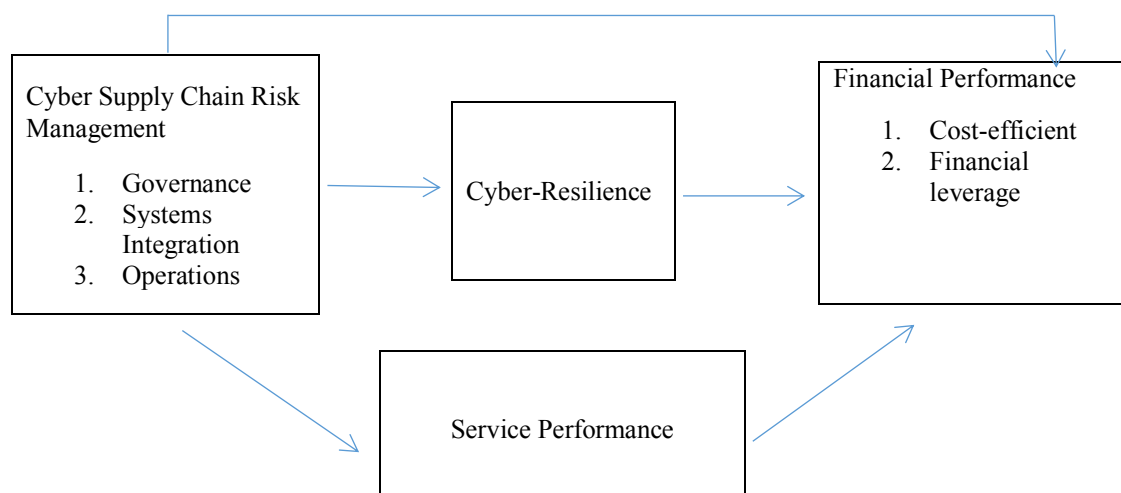 Cyber Supply Chain Risk
Management
1. Governance
2. Systems
Integration
3. Operations
Cyber-Resilience
Financial Performance
1. Cost-efficient
2. Financial
leverage
Service Performance